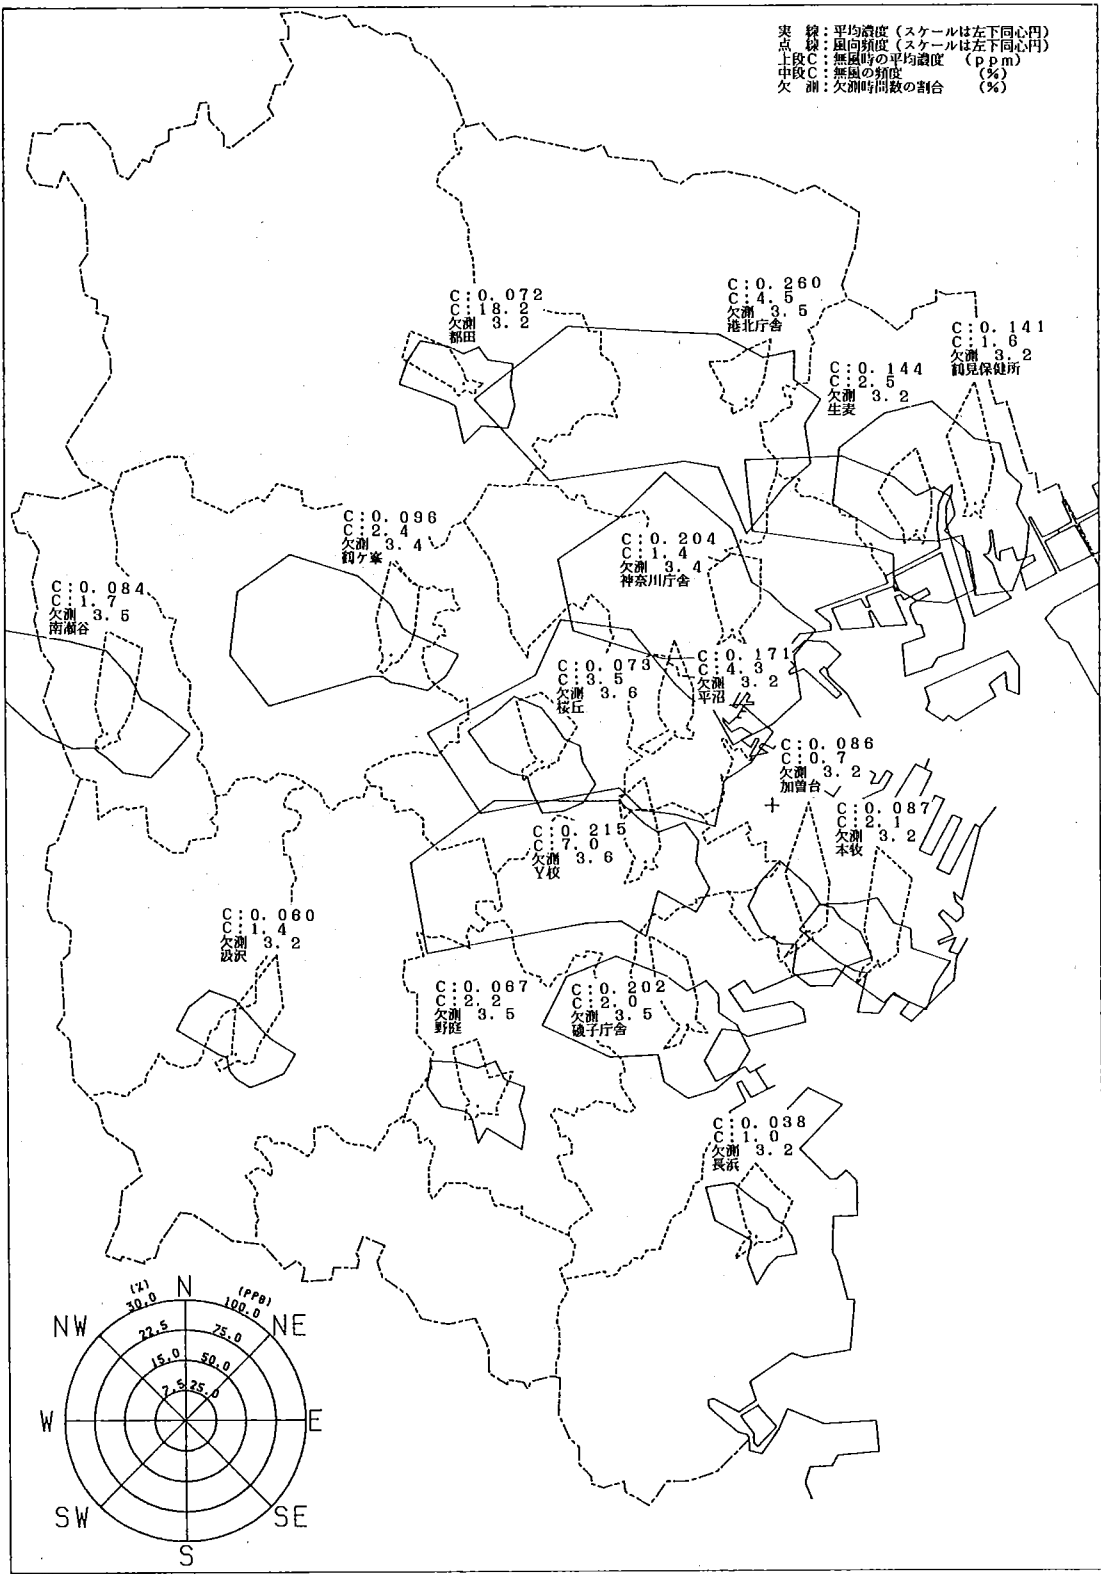 実　線：平均濃度（スケールは左下同心円）
点　線：風向頻度（スケールは左下同心円）
上段C：無風時の平均濃度　（ppm）
中段C：無風の頻度　（%）
欠　測：欠測時間数の割合　（%）
C：0.072
C：18.2
欠測 3.2
都田
C：0.260
C：4.5
欠測 3.5
港北庁舎
C：0.141
C：1.6
欠測 3.2
鶴見保健所
C：0.144
C：2.5
欠測 3.2
生麦
C：0.096
C：2.4
欠測 3.4
鶴ケ峯
C：0.204
C：1.4
欠測 3.4
神奈川庁舎
C：0.084
C：1.7
欠測 3.5
南瀬谷
C：0.073
C：3.5
欠測 3.6
桜丘
C：0.171
C：4.3
欠測 3.2
平沼
C：0.086
C：0.7
欠測 3.2
加曽台
C：0.087
C：2.1
欠測 3.2
本牧
C：0.215
C：7.0
欠測 3.6
Y校
C：0.060
C：1.4
欠測 3.2
汲沢
C：0.067
C：2.2
欠測 3.5
野庭
C：0.202
C：2.0
欠測 3.5
磯子庁舎
C：0.038
C：1.0
欠測 3.2
長浜
(%) N (PPB)
30.0 100.0
NW 22.5 75.0 NE
15.0 50.0
7.5 25.0
W E
SW SE
S